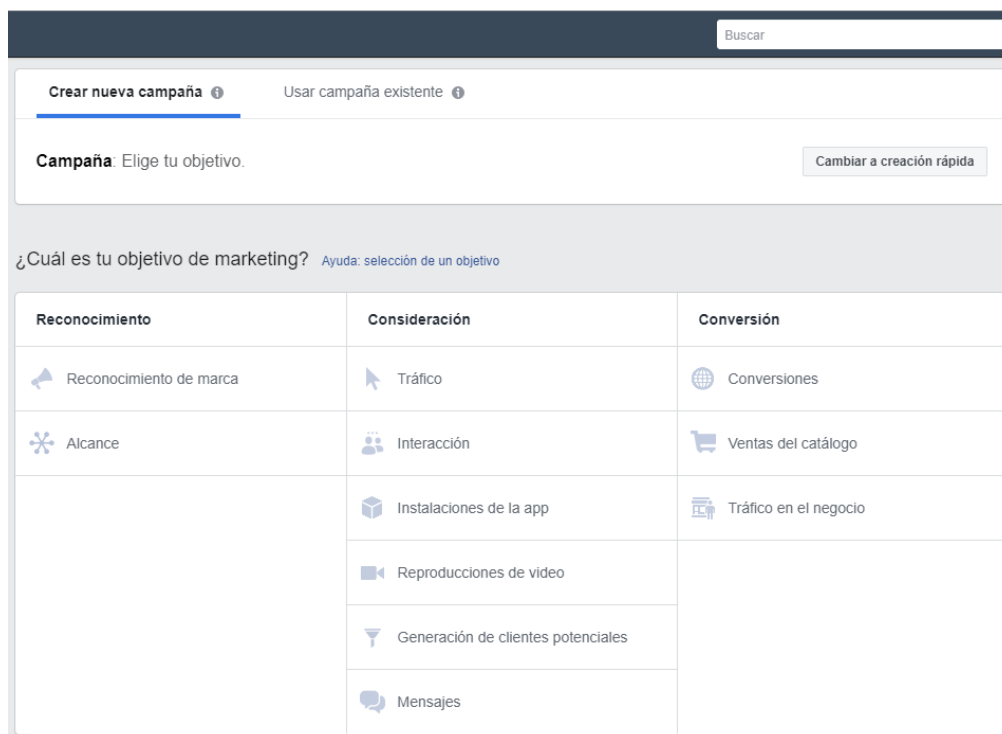 Buscar
Crear nueva campaña
Usar campaña existente
Campaña: Elige tu objetivo.
Cambiar a creación rápida
¿Cuál es tu objetivo de marketing? Ayuda: selección de un objetivo
Reconocimiento
Consideración
Conversión
Reconocimiento de marca
Tráfico
Conversiones
Alcance
Interacción
Ventas del catálogo
Instalaciones de la app
Tráfico en el negocio
Reproducciones de video
Generación de clientes potenciales
Mensajes